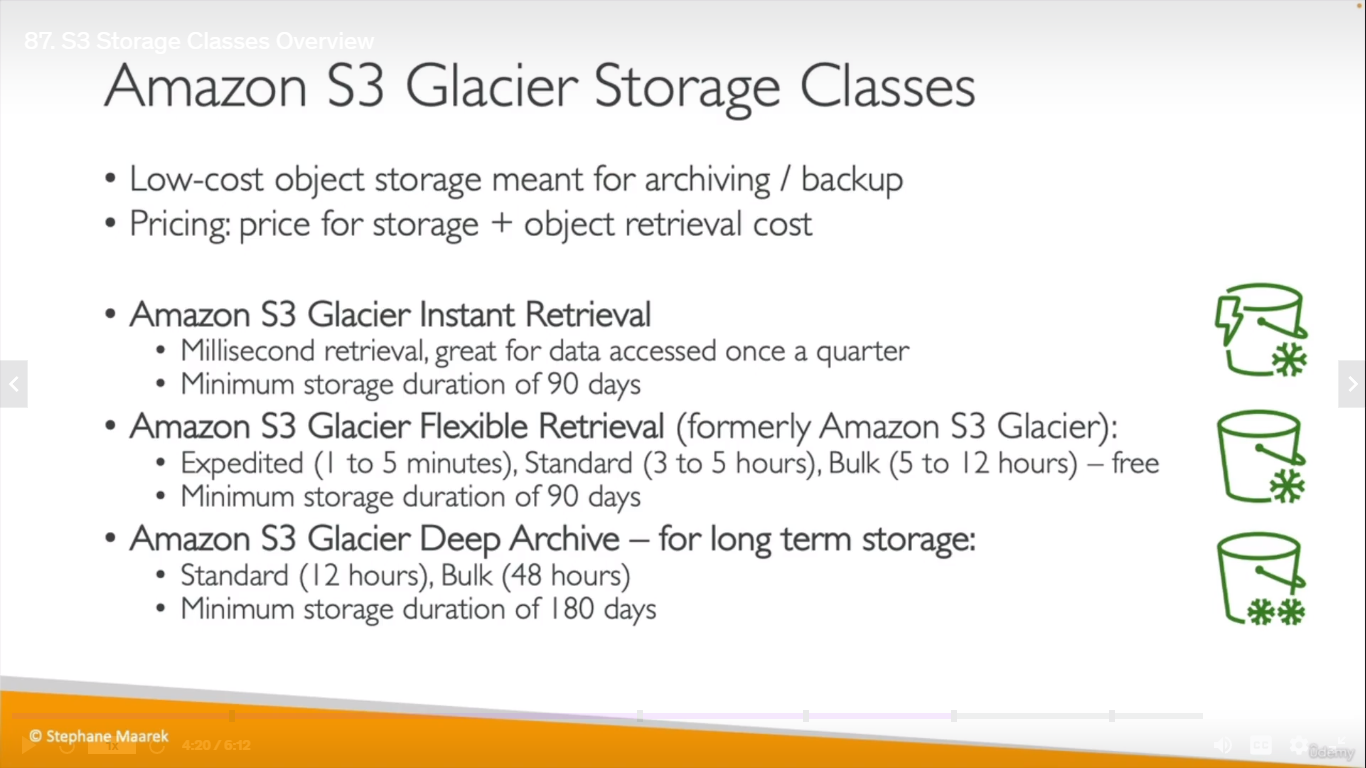 87. S3 Storage Classes Overview
Amazon S3 Glacier Storage Classes
• Low-cost object storage meant for archiving / backup
• Pricing: price for storage + object retrieval cost
• Amazon S3 Glacier Instant Retrieval
• Millisecond retrieval, great for data accessed once a quarter
• Minimum storage duration of 90 days
• Amazon S3 Glacier Flexible Retrieval (formerly Amazon S3 Glacier):
• Expedited (1 to 5 minutes), Standard (3 to 5 hours), Bulk (5 to 12 hours) – free
• Minimum storage duration of 90 days
• Amazon S3 Glacier Deep Archive – for long term storage:
• Standard (12 hours), Bulk (48 hours)
• Minimum storage duration of 180 days
© Stephane Maarek
1x
4:20 / 6:12
CC
ûdemy